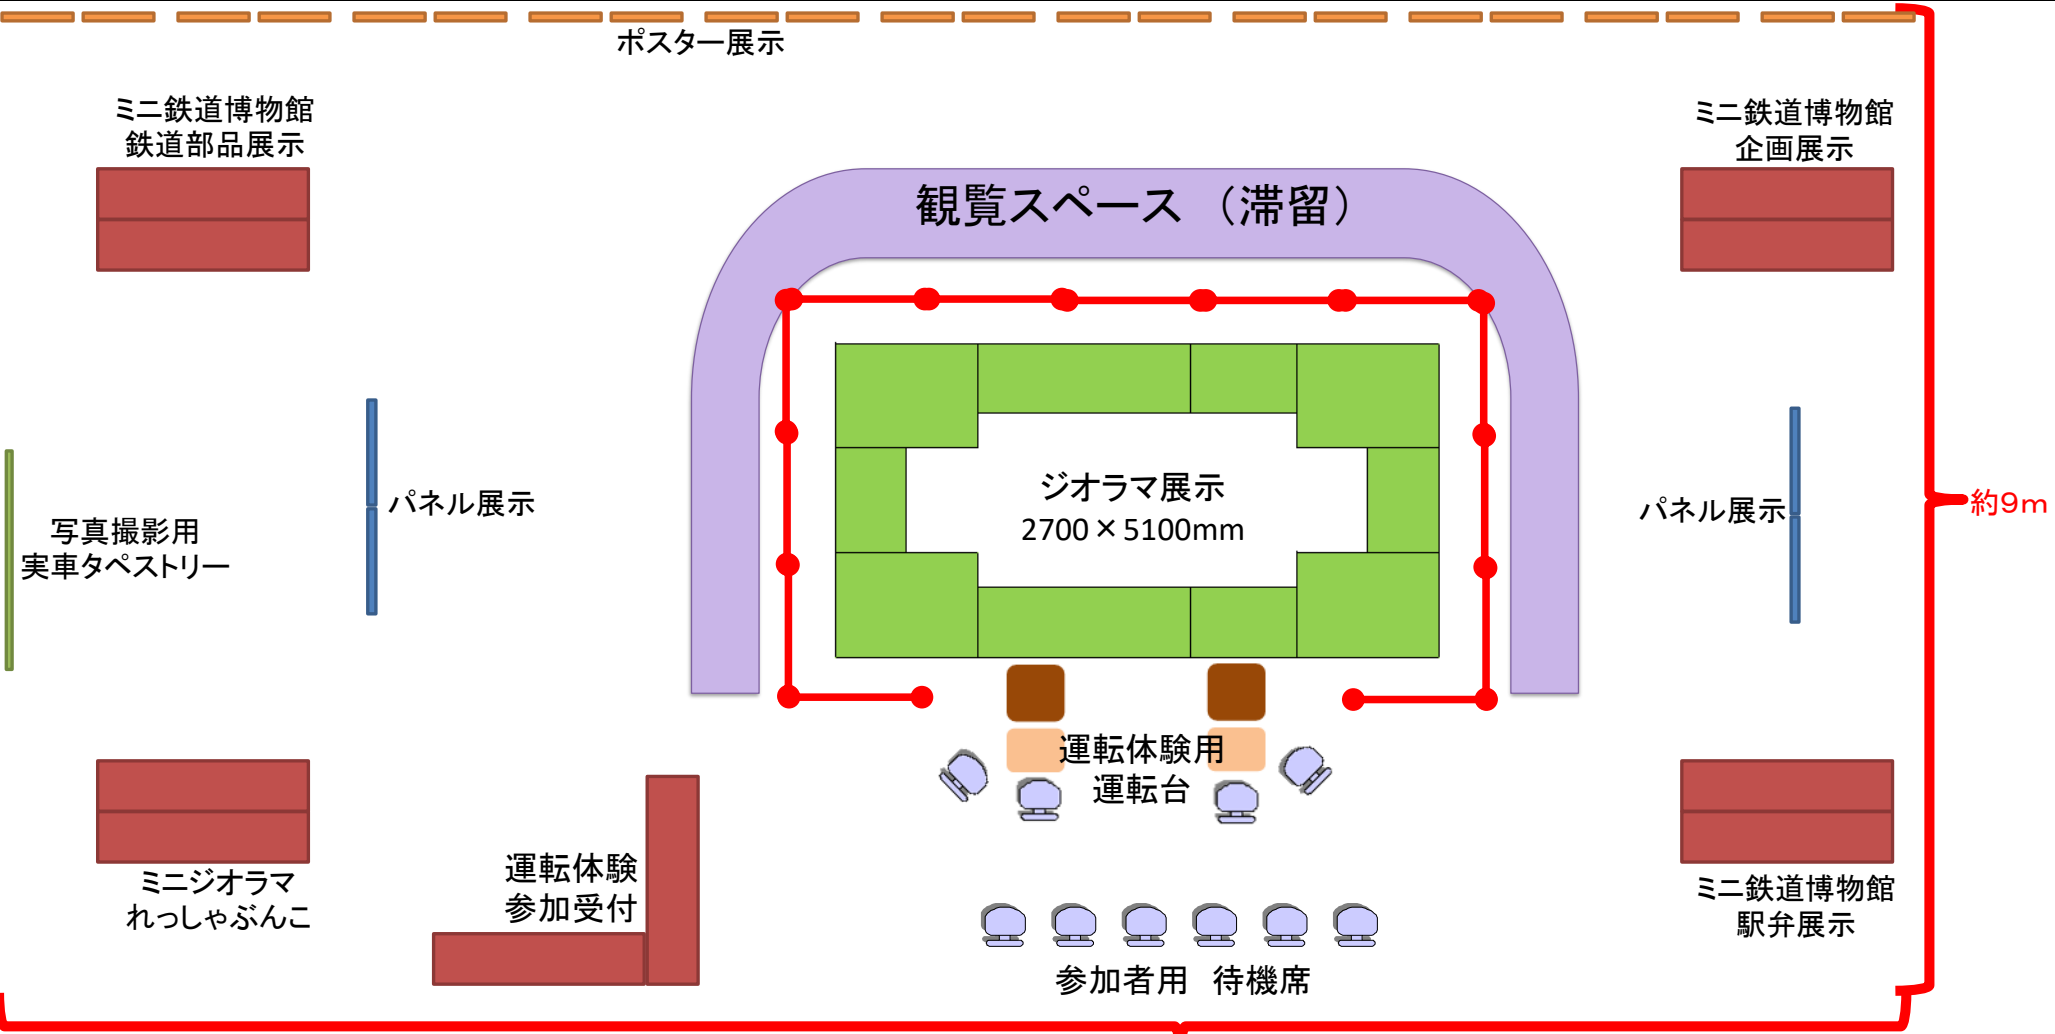 ポスター展示
ミニ鉄道博物館
鉄道部品展示
ミニ鉄道博物館
企画展示
観覧スペース（滞留）
ジオラマ展示
2700×5100mm
パネル展示
パネル展示
約9m
写真撮影用
実車タペストリー
運転体験用
運転台
運転体験
参加受付
ミニジオラマ
れっしゃぶんこ
ミニ鉄道博物館
駅弁展示
参加者用　待機席